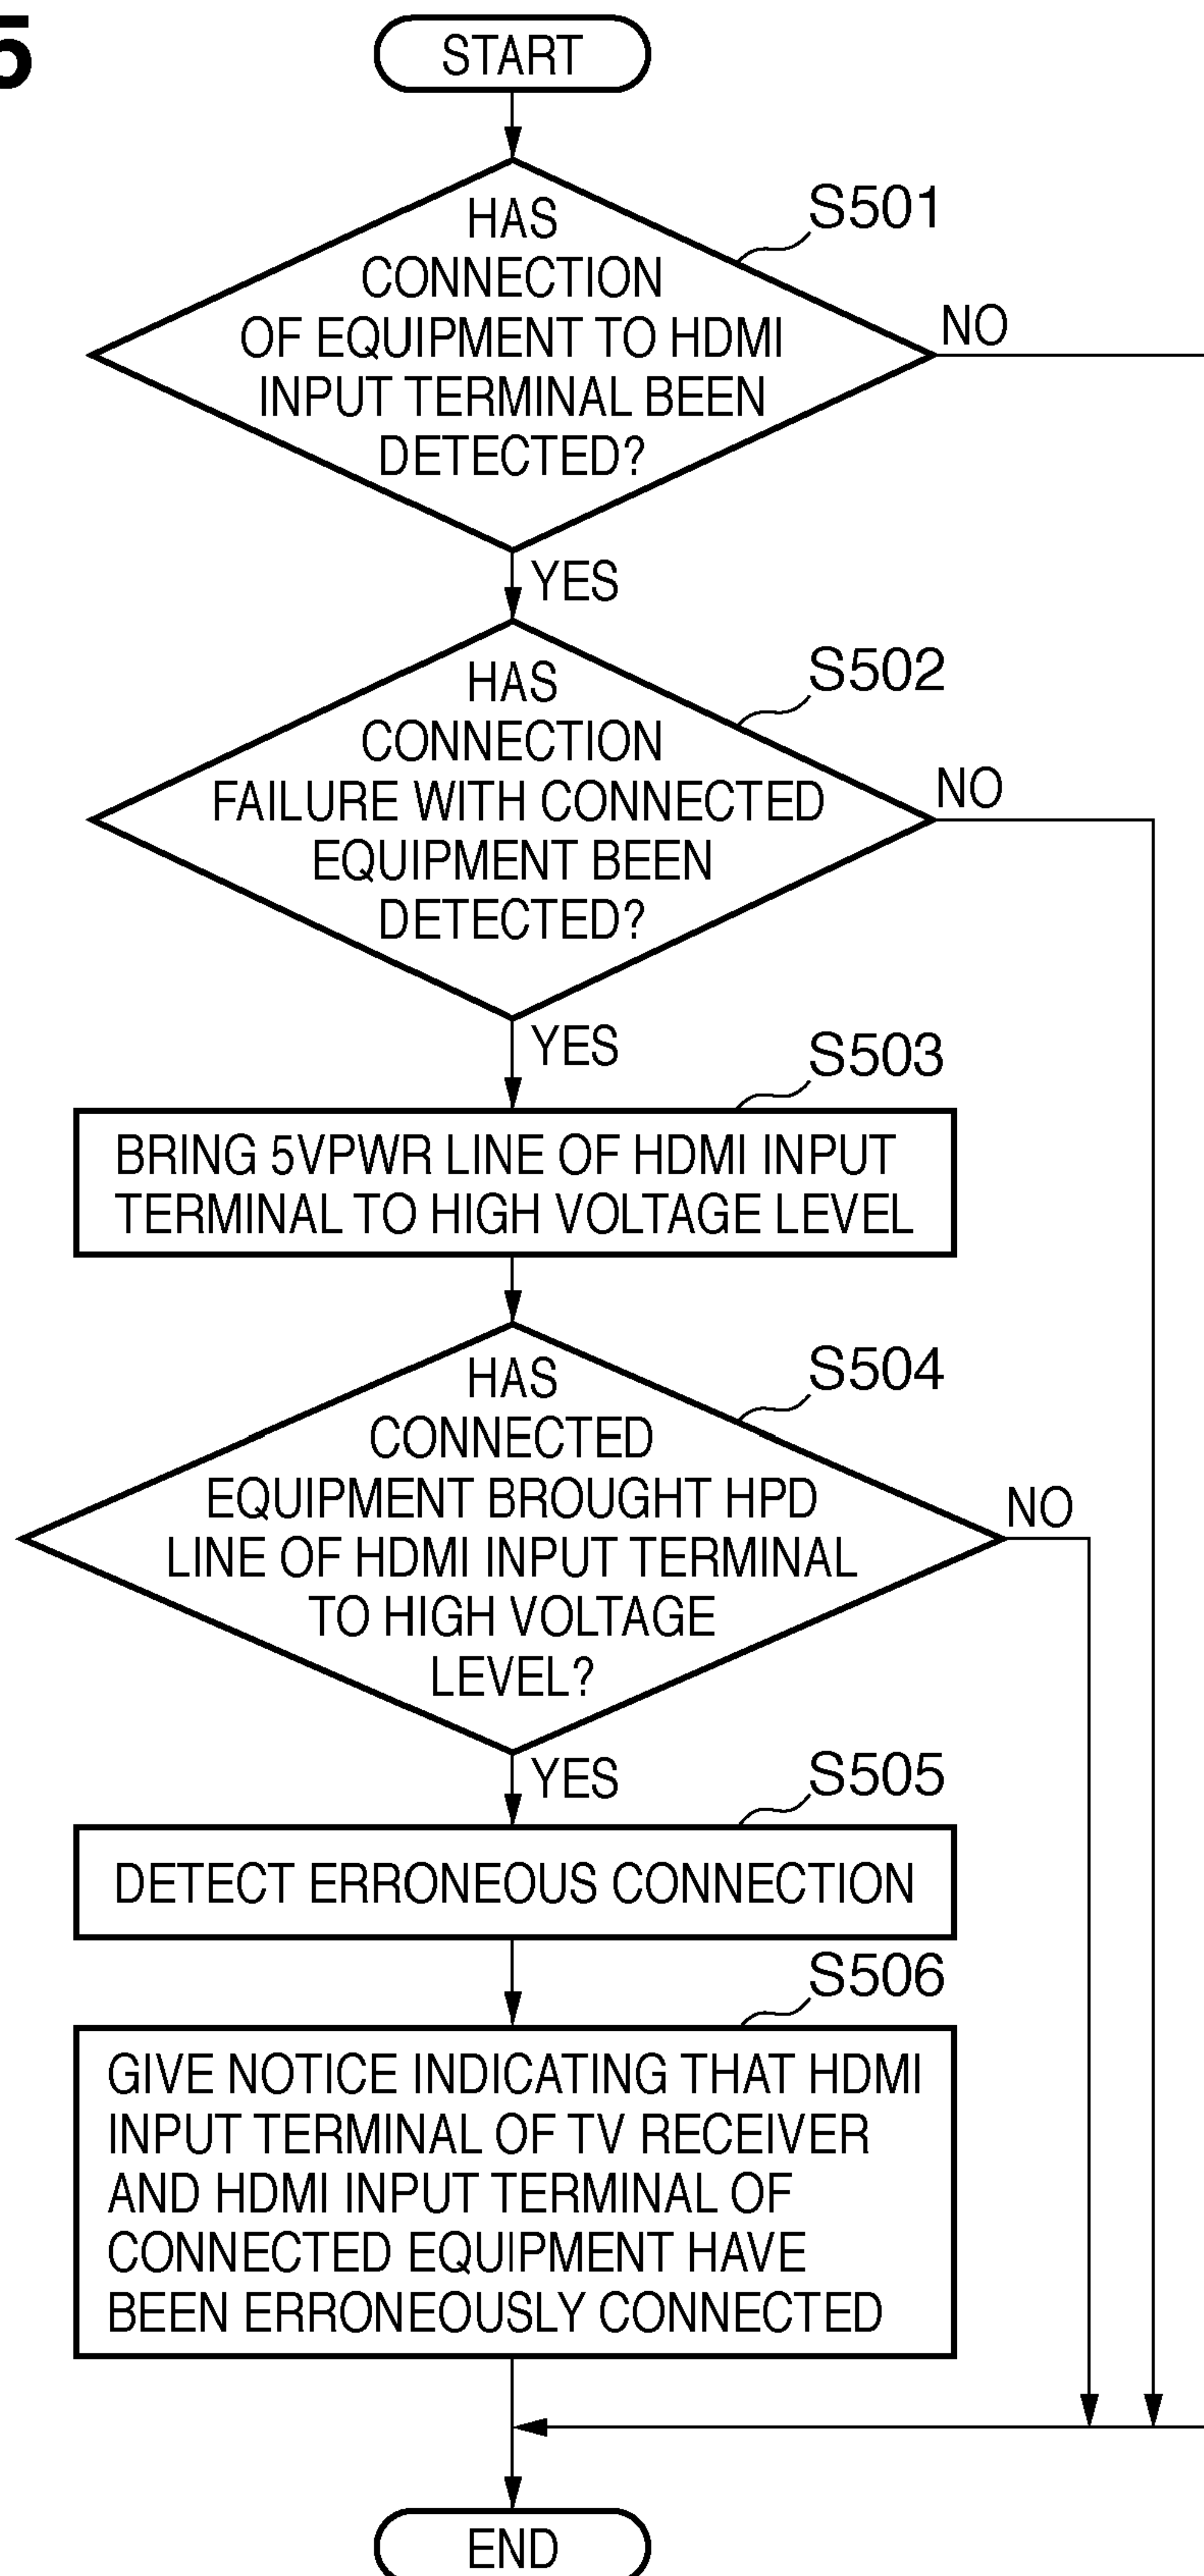 5
START
S501
HAS
CONNECTION
OF EQUIPMENT TO HDMI
INPUT TERMINAL BEEN
DETECTED?
NO
YES
S502
HAS
CONNECTION
FAILURE WITH CONNECTED
EQUIPMENT BEEN
DETECTED?
NO
YES
S503
BRING 5VPWR LINE OF HDMI INPUT
TERMINAL TO HIGH VOLTAGE LEVEL
S504
HAS
CONNECTED
EQUIPMENT BROUGHT HPD
LINE OF HDMI INPUT TERMINAL
TO HIGH VOLTAGE
LEVEL?
NO
YES
S505
DETECT ERRONEOUS CONNECTION
S506
GIVE NOTICE INDICATING THAT HDMI
INPUT TERMINAL OF TV RECEIVER
AND HDMI INPUT TERMINAL OF
CONNECTED EQUIPMENT HAVE
BEEN ERRONEOUSLY CONNECTED
END